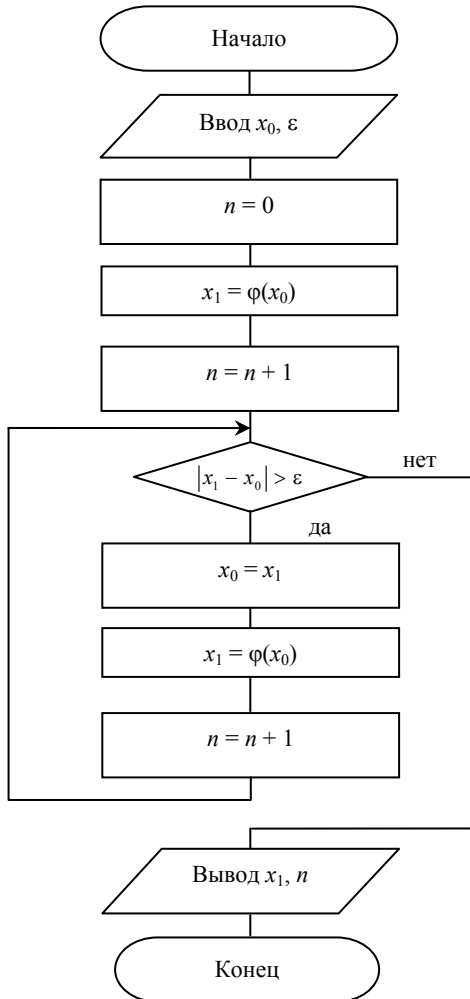 Начало
Ввод x₀, ε
n = 0
x₁ = φ(x₀)
n = n + 1
|x₁ − x₀| > ε
нет
да
x₀ = x₁
x₁ = φ(x₀)
n = n + 1
Вывод x₁, n
Конец